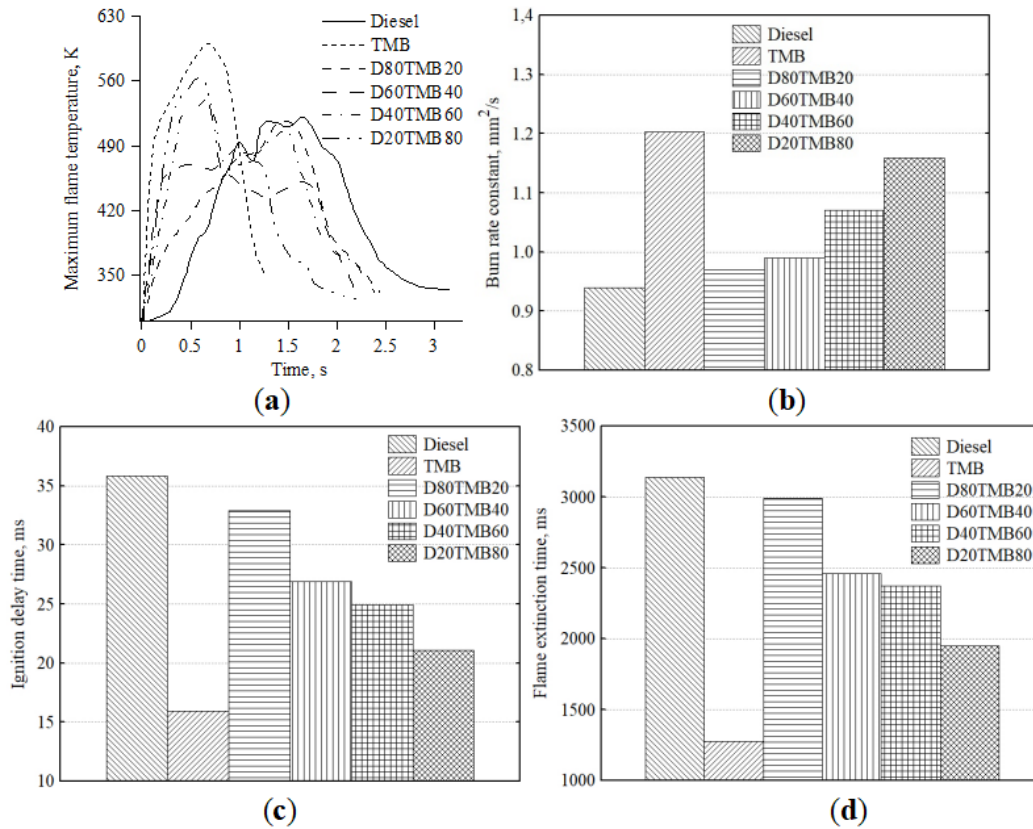 630
560
490
420
350
Maximum flame temperature, K
Diesel
TMB
D80TMB20
D60TMB40
D40TMB60
D20TMB80
0 0.5 1 1.5 2 2.5 3
Time, s
(a)
1,4
1.3
1.2
1.1
1.0
0.9
0.8
Burn rate constant, mm²/s
Diesel
TMB
D80TMB20
D60TMB40
D40TMB60
D20TMB80
(b)
40
35
30
25
20
15
10
Ignition delay time, ms
Diesel
TMB
D80TMB20
D60TMB40
D40TMB60
D20TMB80
(c)
3500
3000
2500
2000
1500
1000
Flame extinction time, ms
Diesel
TMB
D80TMB20
D60TMB40
D40TMB60
D20TMB80
(d)